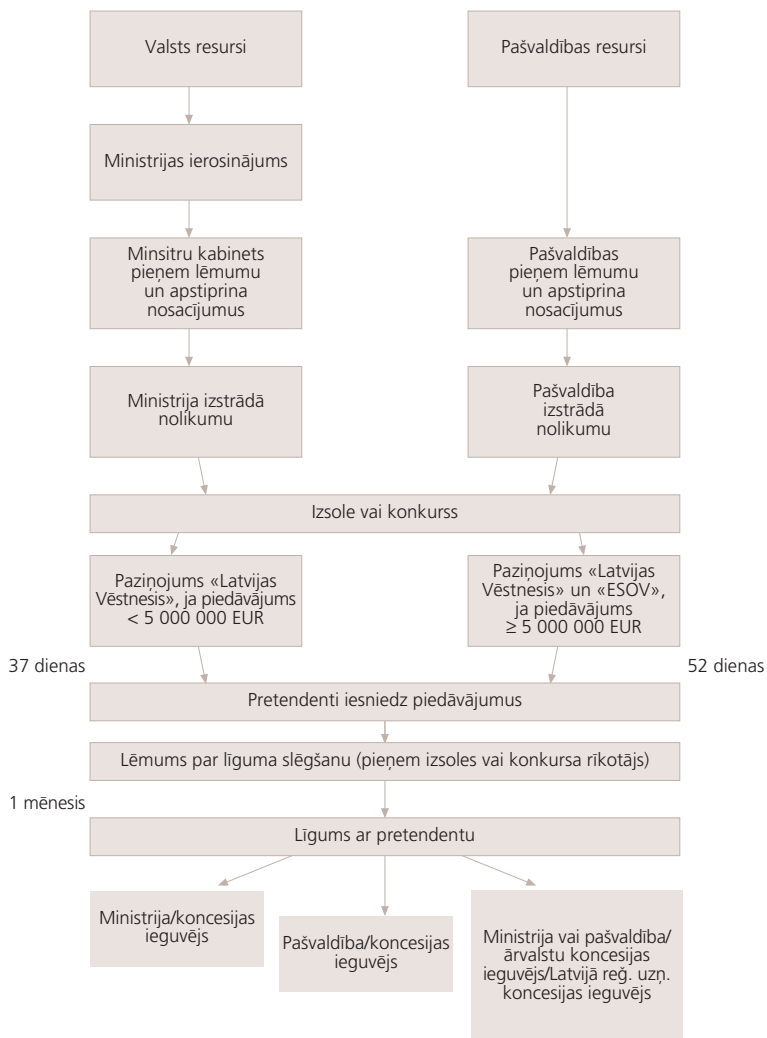 Valsts resursi
Pašvaldības resursi
Ministrijas ierosinājums
Minsitru kabinets
pieņem lēmumu
un apstiprina
nosacījumus
Pašvaldības
pieņem lēmumu
un apstiprina
nosacījumus
Ministrija izstrādā
nolikumu
Pašvaldība
izstrādā
nolikumu
Izsole vai konkurss
Paziņojums «Latvijas
Vēstnesis», ja piedāvājums
< 5 000 000 EUR
Paziņojums «Latvijas
Vēstnesis» un «ESOV»,
ja piedāvājums
≥ 5 000 000 EUR
37 dienas
52 dienas
Pretendenti iesniedz piedāvājumus
Lēmums par līguma slēgšanu (pieņem izsoles vai konkursa rīkotājs)
1 mēnesis
Līgums ar pretendentu
Ministrija/koncesijas
ieguvējs
Pašvaldība/koncesijas
ieguvējs
Ministrija vai pašvaldība/
ārvalstu koncesijas
ieguvējs/Latvijā reģ. uzņ.
koncesijas ieguvējs